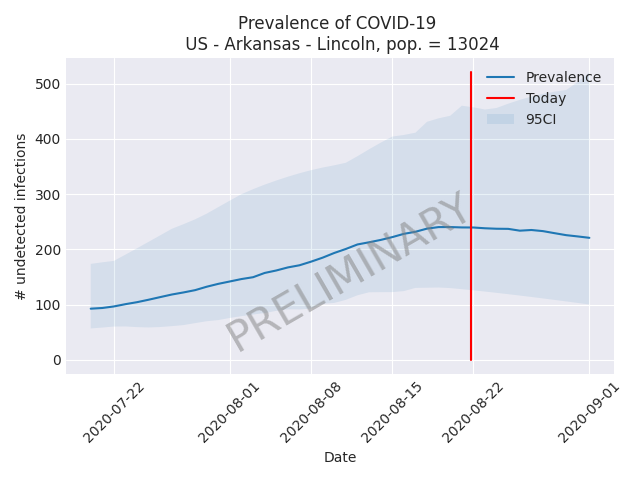 Prevalence of COVID-19
US - Arkansas - Lincoln, pop. = 13024
# undetected infections
500
400
300
200
100
0
Prevalence
Today
95CI
PRELIMINARY
2020-07-22
2020-08-01
2020-08-08
2020-08-15
2020-08-22
2020-09-01
Date